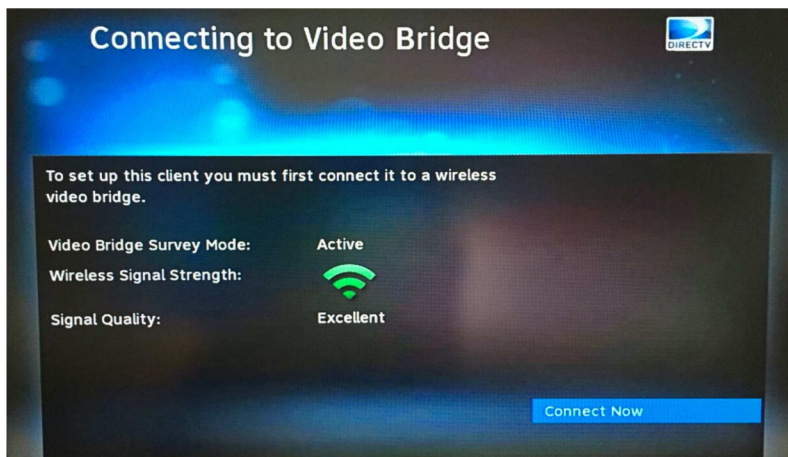 Connecting to Video Bridge
DIRECTV
To set up this client you must first connect it to a wireless
video bridge.
Video Bridge Survey Mode: Active
Wireless Signal Strength:
Signal Quality: Excellent
Connect Now